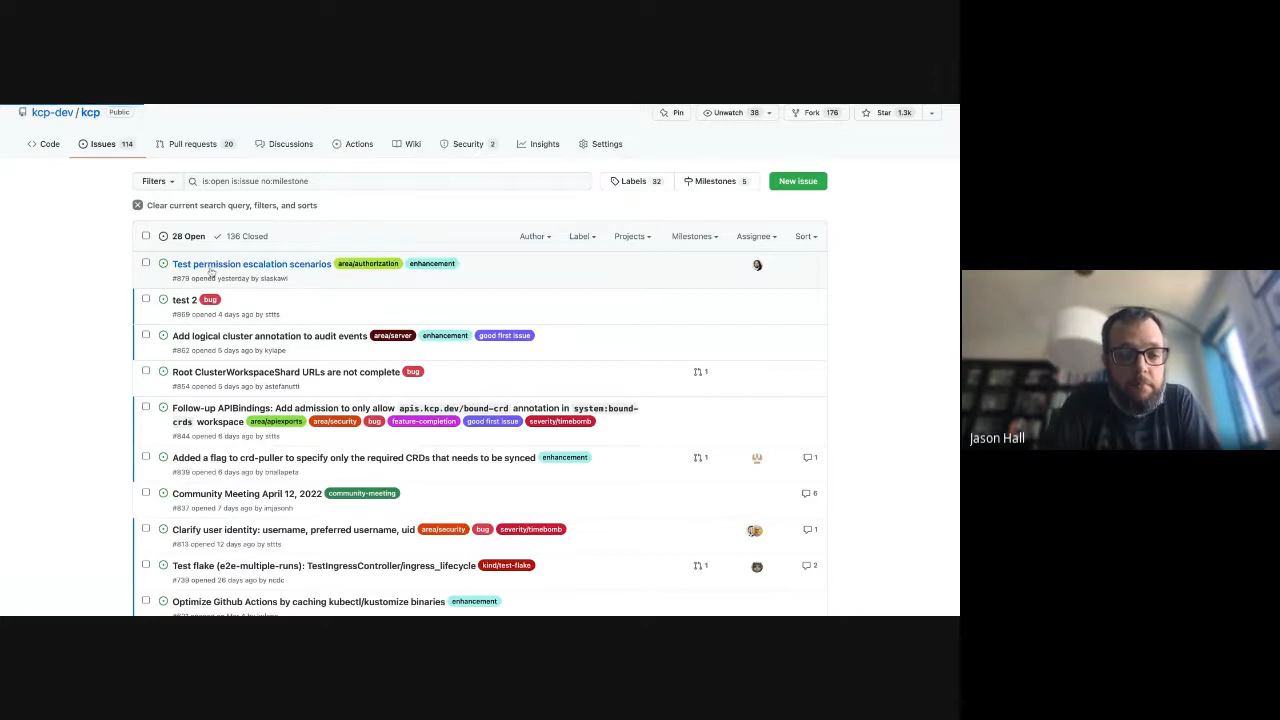 kcp-dev / kcp Public
Pin Unwatch 38 Fork 176 Star 1.3k
Code Issues 114 Pull requests 20 Discussions Actions Wiki Security 2 Insights Settings
Filters is:open is:issue no:milestone Labels 32 Milestones 5 New issue
Clear current search query, filters, and sorts
28 Open 136 Closed Author Label Projects Milestones Assignee Sort
Test permission escalation scenarios area/authorization enhancement
#879 opened yesterday by slaskawi
test 2 bug
#869 opened 4 days ago by sttts
Add logical cluster annotation to audit events area/server enhancement good first issue
#862 opened 5 days ago by kylape
Root ClusterWorkspaceShard URLs are not complete bug 1
#854 opened 5 days ago by astefanutti
Follow-up APIBindings: Add admission to only allow apis.kcp.dev/bound-crd annotation in system:bound-
crds workspace area/apiexports area/security bug feature-completion good first issue severity/timebomb
#844 opened 6 days ago by sttts
Added a flag to crd-puller to specify only the required CRDs that needs to be synced enhancement 1 1
#839 opened 6 days ago by bnallapeta
Community Meeting April 12, 2022 community-meeting 6
#837 opened 7 days ago by imjasonh
Clarify user identity: username, preferred username, uid area/security bug severity/timebomb 1
#813 opened 12 days ago by sttts
Test flake (e2e-multiple-runs): TestIngressController/ingress_lifecycle kind/test-flake 1 2
#739 opened 26 days ago by ncdc
Optimize Github Actions by caching kubectl/kustomize binaries enhancement
Jason Hall